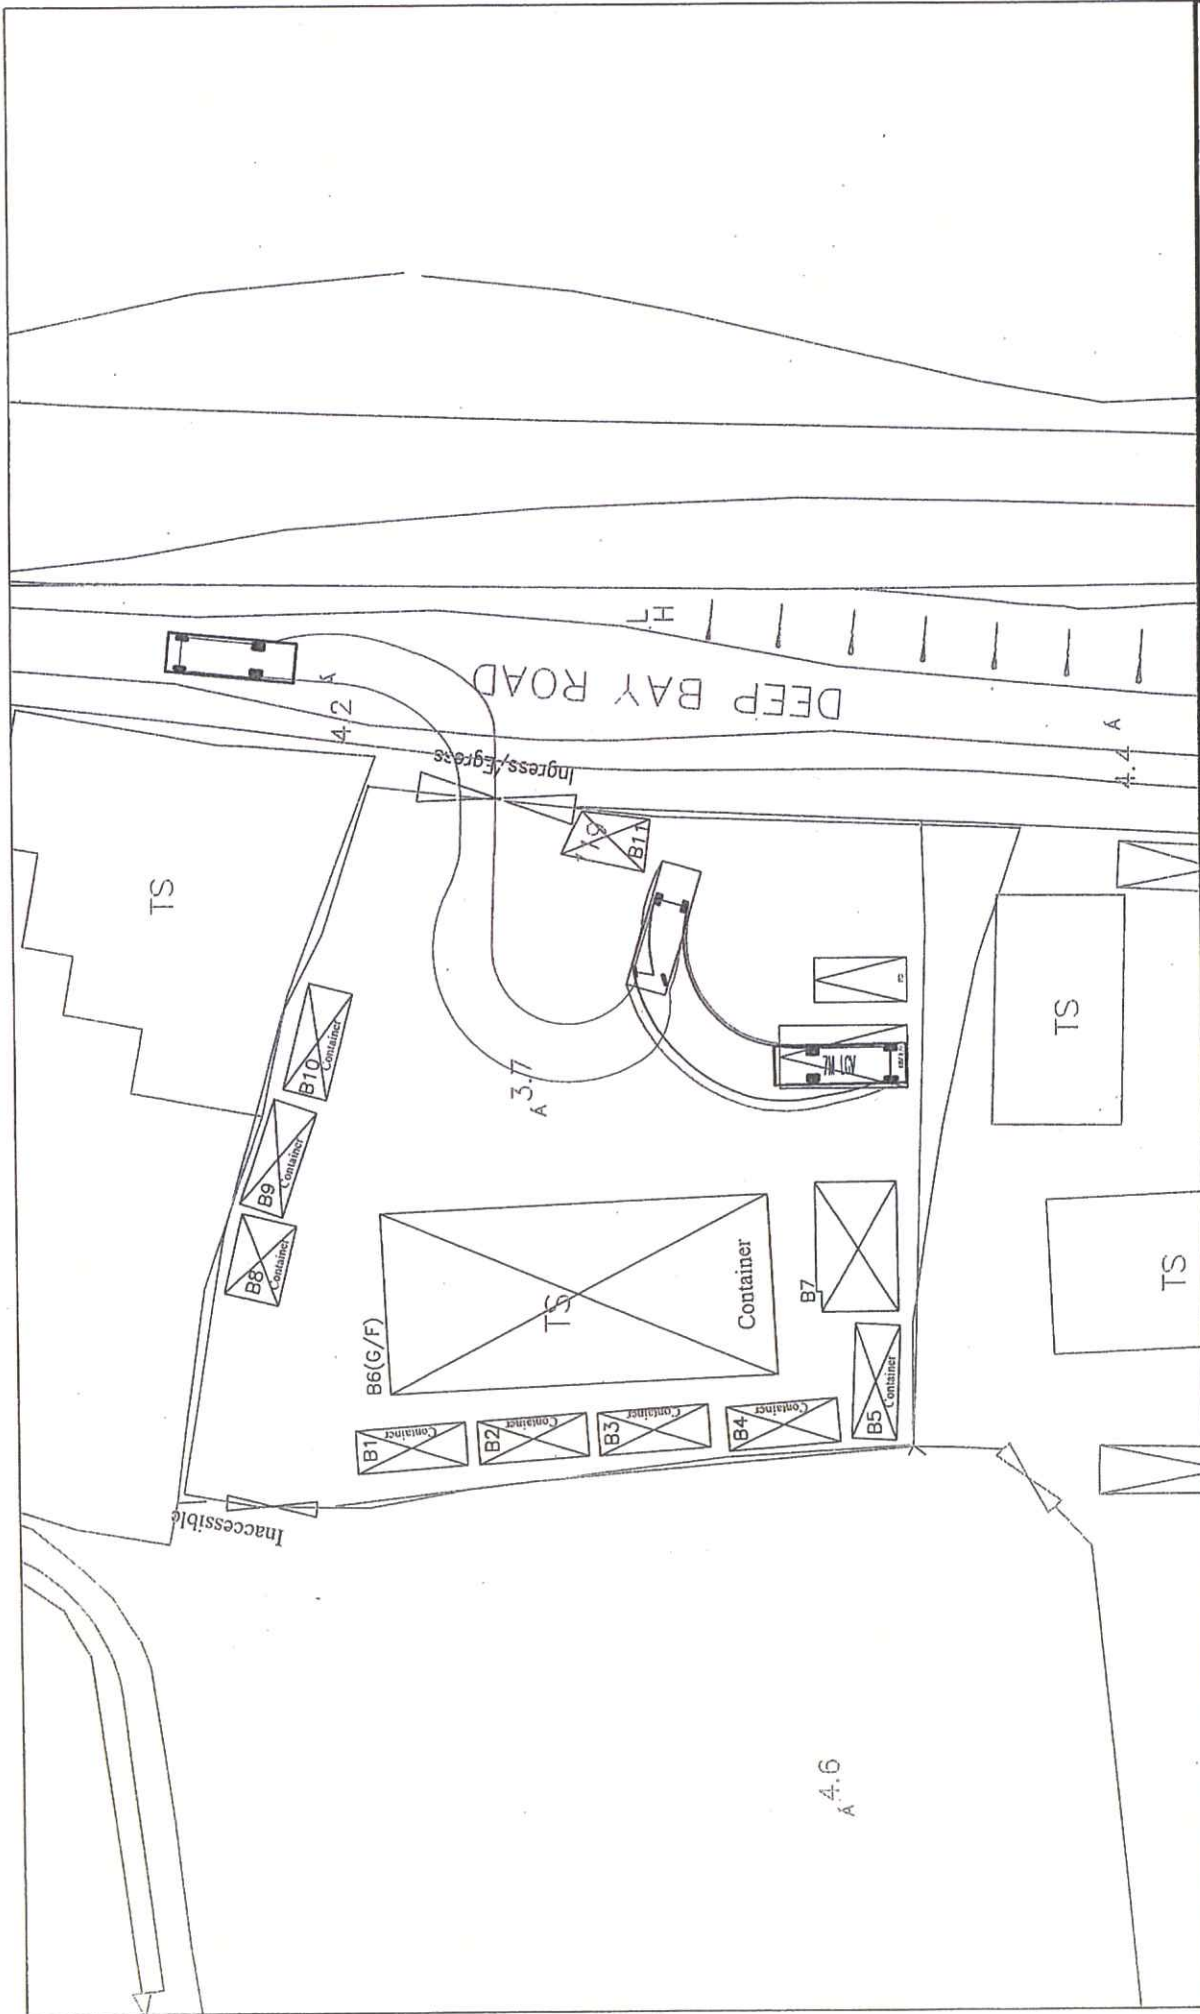 DEEP BAY ROAD
LH
4.2
4.4
Ingress/Egress
B11
TS
B10
Container
B9
Container
B8
Container
3.7
B6(G/F)
TS
Container
B7
B1
Container
B2
Container
B3
Container
B4
Container
B5
Container
Inaccessible
TS
TS
4.6